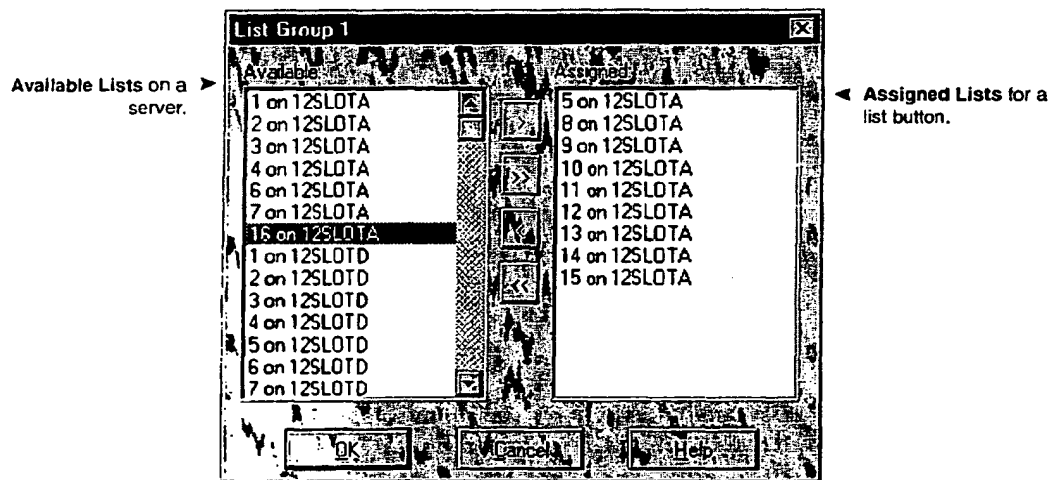 List Group 1
Available Lists on a
server.
Available
Assigned
1 on 12SLOTA
2 on 12SLOTA
3 on 12SLOTA
4 on 12SLOTA
6 on 12SLOTA
7 on 12SLOTA
16 on 12SLOTA
1 on 12SLOTD
2 on 12SLOTD
3 on 12SLOTD
4 on 12SLOTD
5 on 12SLOTD
6 on 12SLOTD
7 on 12SLOTD
>
>>
<
<<
5 on 12SLOTA
8 on 12SLOTA
9 on 12SLOTA
10 on 12SLOTA
11 on 12SLOTA
12 on 12SLOTA
13 on 12SLOTA
14 on 12SLOTA
15 on 12SLOTA
Assigned Lists for a
list button.
OK
Cancel
Help